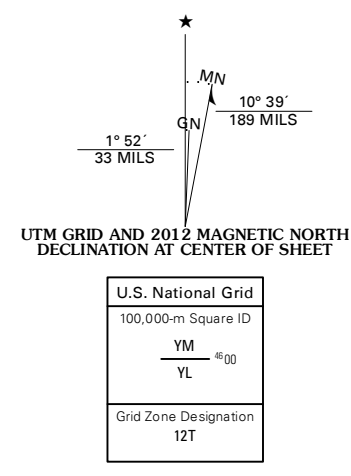 ★
MN
GN
10° 39´
189 MILS
1° 52´
33 MILS
UTM GRID AND 2012 MAGNETIC NORTH
DECLINATION AT CENTER OF SHEET
U.S. National Grid
100,000-m Square ID
YM
4600
YL
Grid Zone Designation
12T